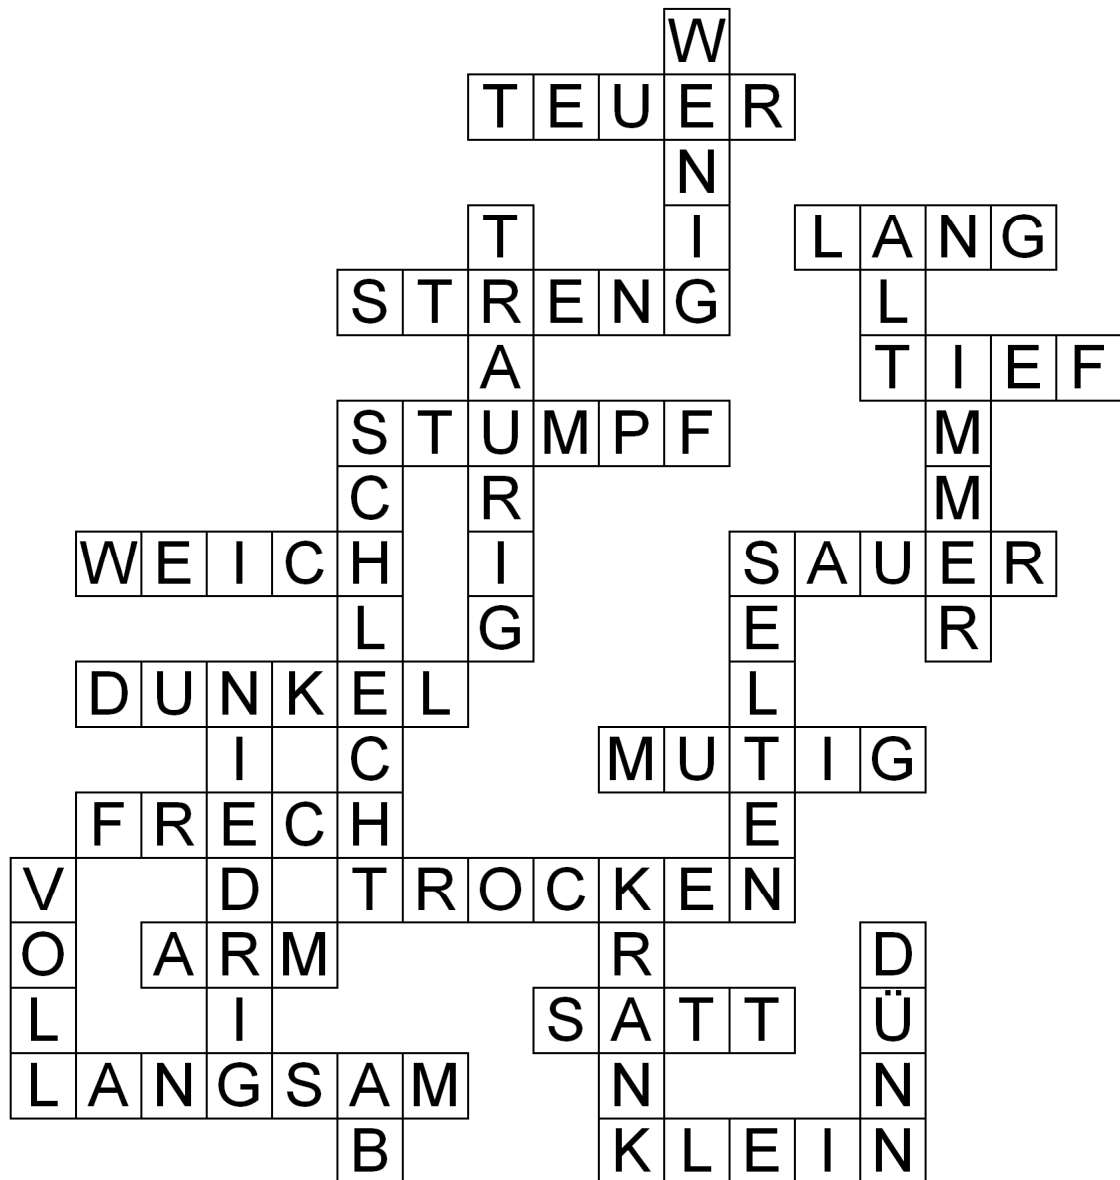 WENIG
TEUER
TRAURIG
LANG
ALT
STRENG
TIEF
IMMER
STUMPF
SCHLECHT
WEICH
SAUER
SELTEN
DUNKEL
NIEDRIG
MUTIG
FRECH
VOLL
TROCKEN
KRANK
ARM
DÜNN
SATT
LANGSAM
AB
KLEIN